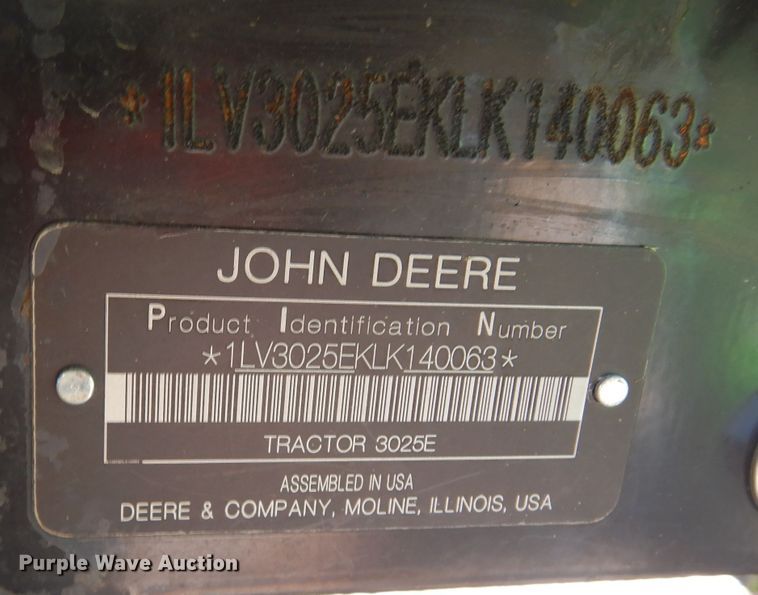 *1LV3025EKLK140063*
JOHN DEERE
Product Identification Number
*1LV3025EKLK140063*
TRACTOR 3025E
ASSEMBLED IN USA
DEERE & COMPANY, MOLINE, ILLINOIS, USA
Purple Wave Auction